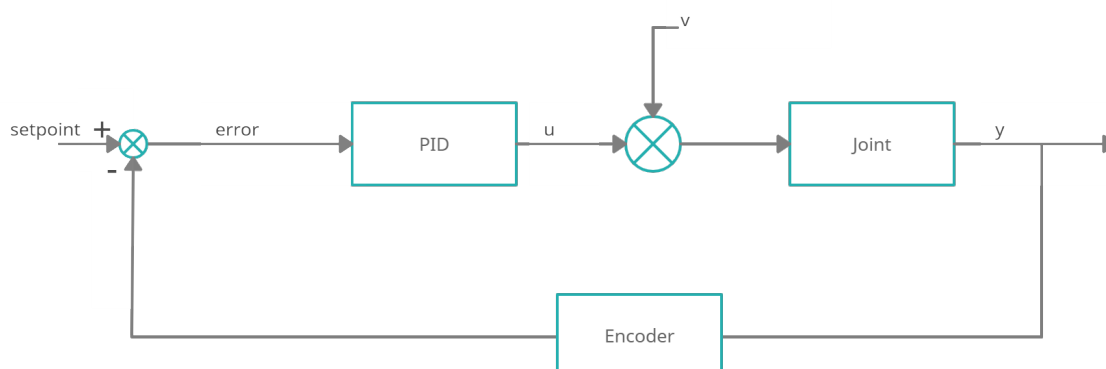 v
setpoint +
error
PID
u
Joint
y
-
Encoder